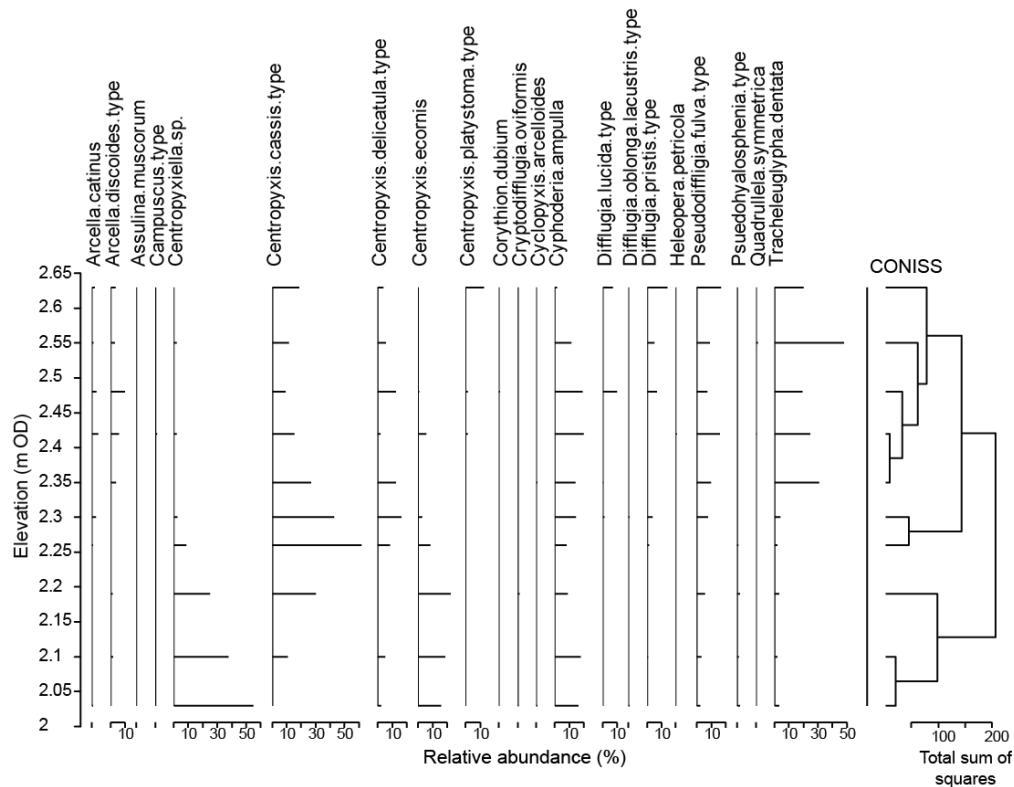 Arcella.catinus
Arcella.discoides.type
Assulina.muscorum
Campuscus.type
Centropyxiella.sp.
Centropyxis.cassis.type
Centropyxis.delicatula.type
Centropyxis.ecornis
Centropyxis.platystoma.type
Corythion.dubium
Cryptodifflugia.oviformis
Cyclopyxis.arcelloides
Cyphoderia.ampulla
Difflugia.lucida.type
Difflugia.oblonga.lacustris.type
Difflugia.pristis.type
Heleopera.petricola
Pseudodiffligia.fulva.type
Psuedohyalosphenia.type
Quadrullela.symmetrica
Tracheleuglypha.dentata
CONISS
2.65
2.6
2.55
2.5
2.45
2.4
2.35
2.3
2.25
2.2
2.15
2.1
2.05
2
Elevation (m OD)
10 10 30 50 10 30 50 10 10 10 10 10 10 10 10 30 50
100 200
Relative abundance (%)
Total sum of
squares